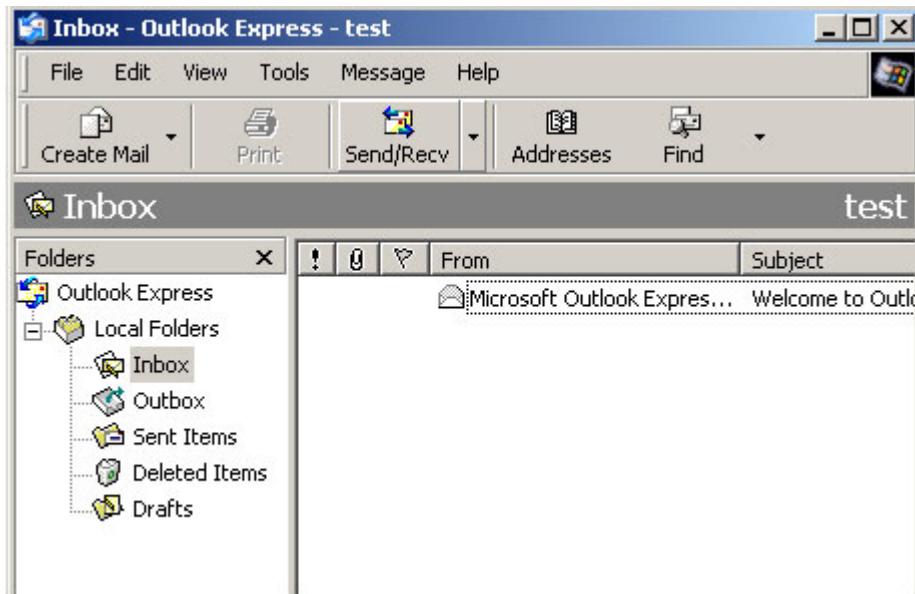 Inbox - Outlook Express - test
File Edit View Tools Message Help
Create Mail Print Send/Recv Addresses Find
Inbox test
Folders ! From Subject
Outlook Express Microsoft Outlook Expres... Welcome to Outlo
Local Folders
Inbox
Outbox
Sent Items
Deleted Items
Drafts